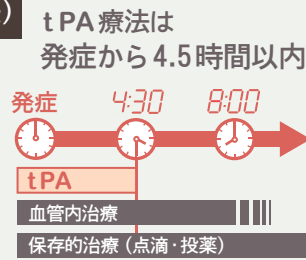 tPA療法は
発症から4.5時間以内
発症 4:30 8:00
tPA
血管内治療
保存的治療（点滴・投薬）